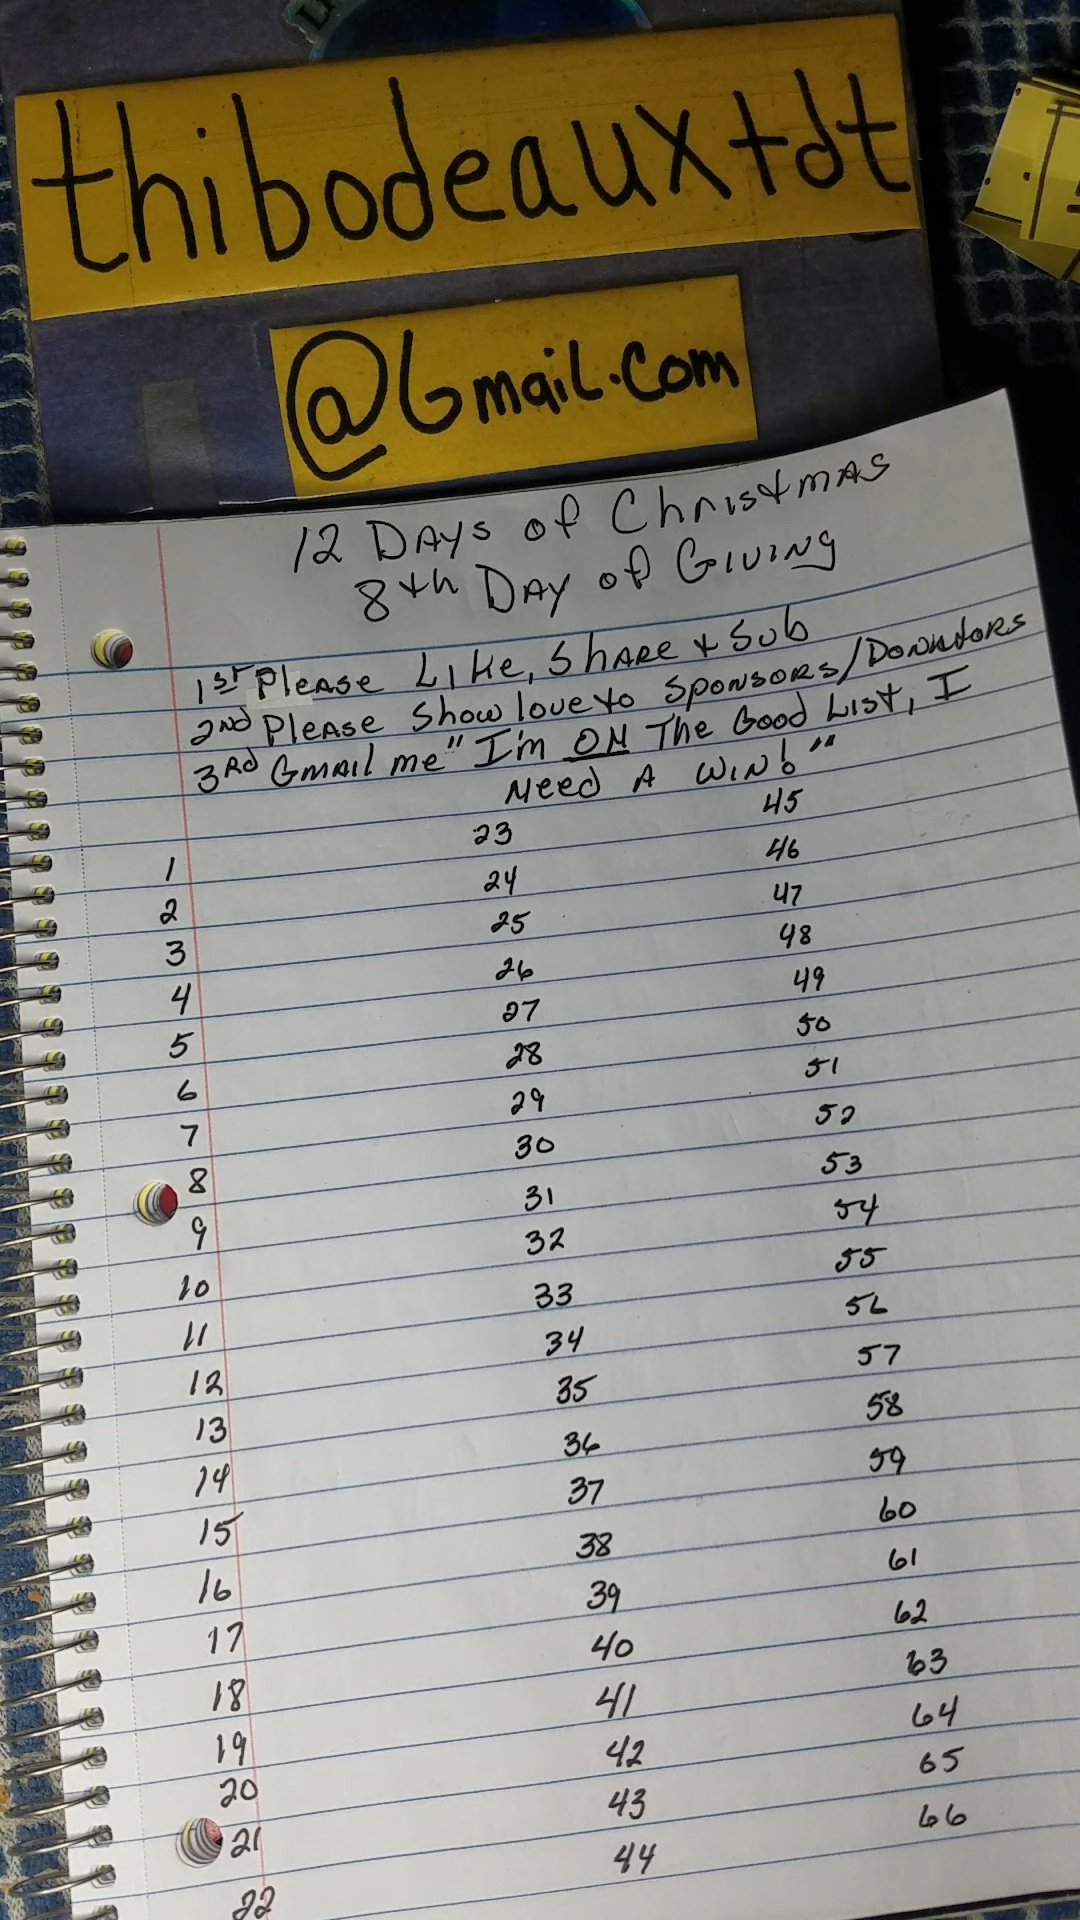 thibodeauxtdt
@Gmail.com
12 Days of Christmas
8th Day of Giving
1st Please Like, Share + Sub
2nd Please Show love to Sponsors/Donators
3rd Gmail me "I'm ON The Good List, I
Need A Win!"
1 23 45
2 24 46
3 25 47
4 26 48
5 27 49
6 28 50
7 29 51
8 30 52
9 31 53
10 32 54
11 33 55
12 34 56
13 35 57
14 36 58
15 37 59
16 38 60
17 39 61
18 40 62
19 41 63
20 42 64
21 43 65
22 44 66